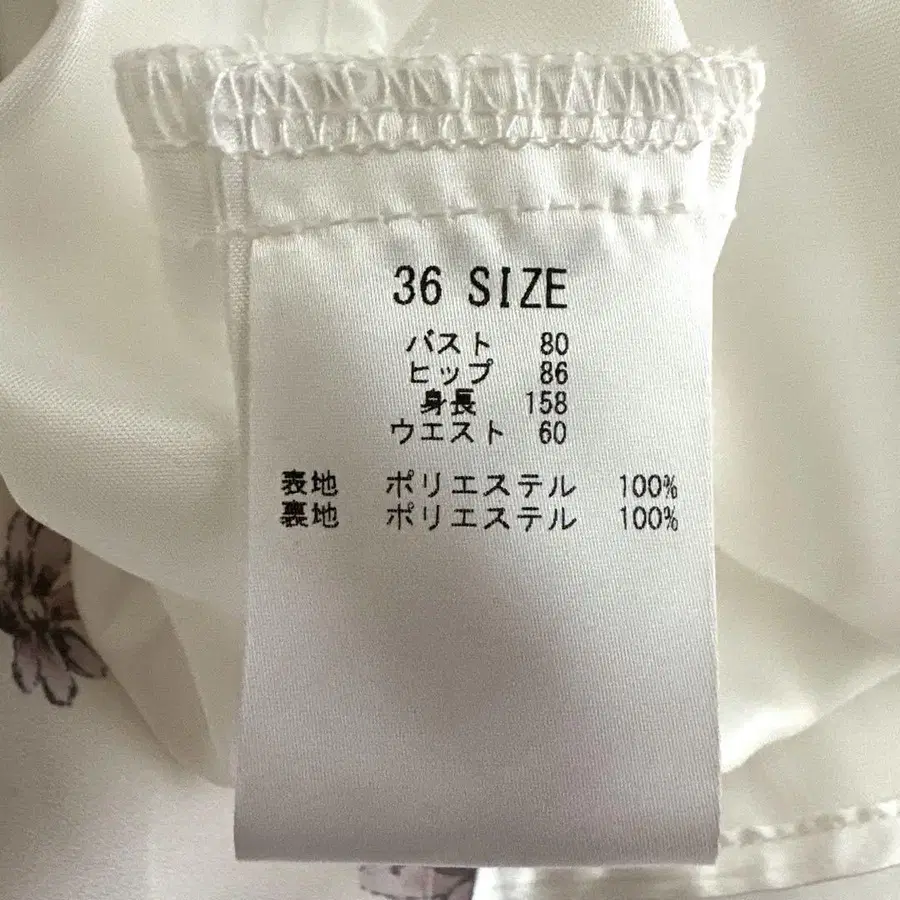 36 SIZE
バスト 80
ヒップ 86
身長 158
ウエスト 60
表地 ポリエステル 100%
裏地 ポリエステル 100%